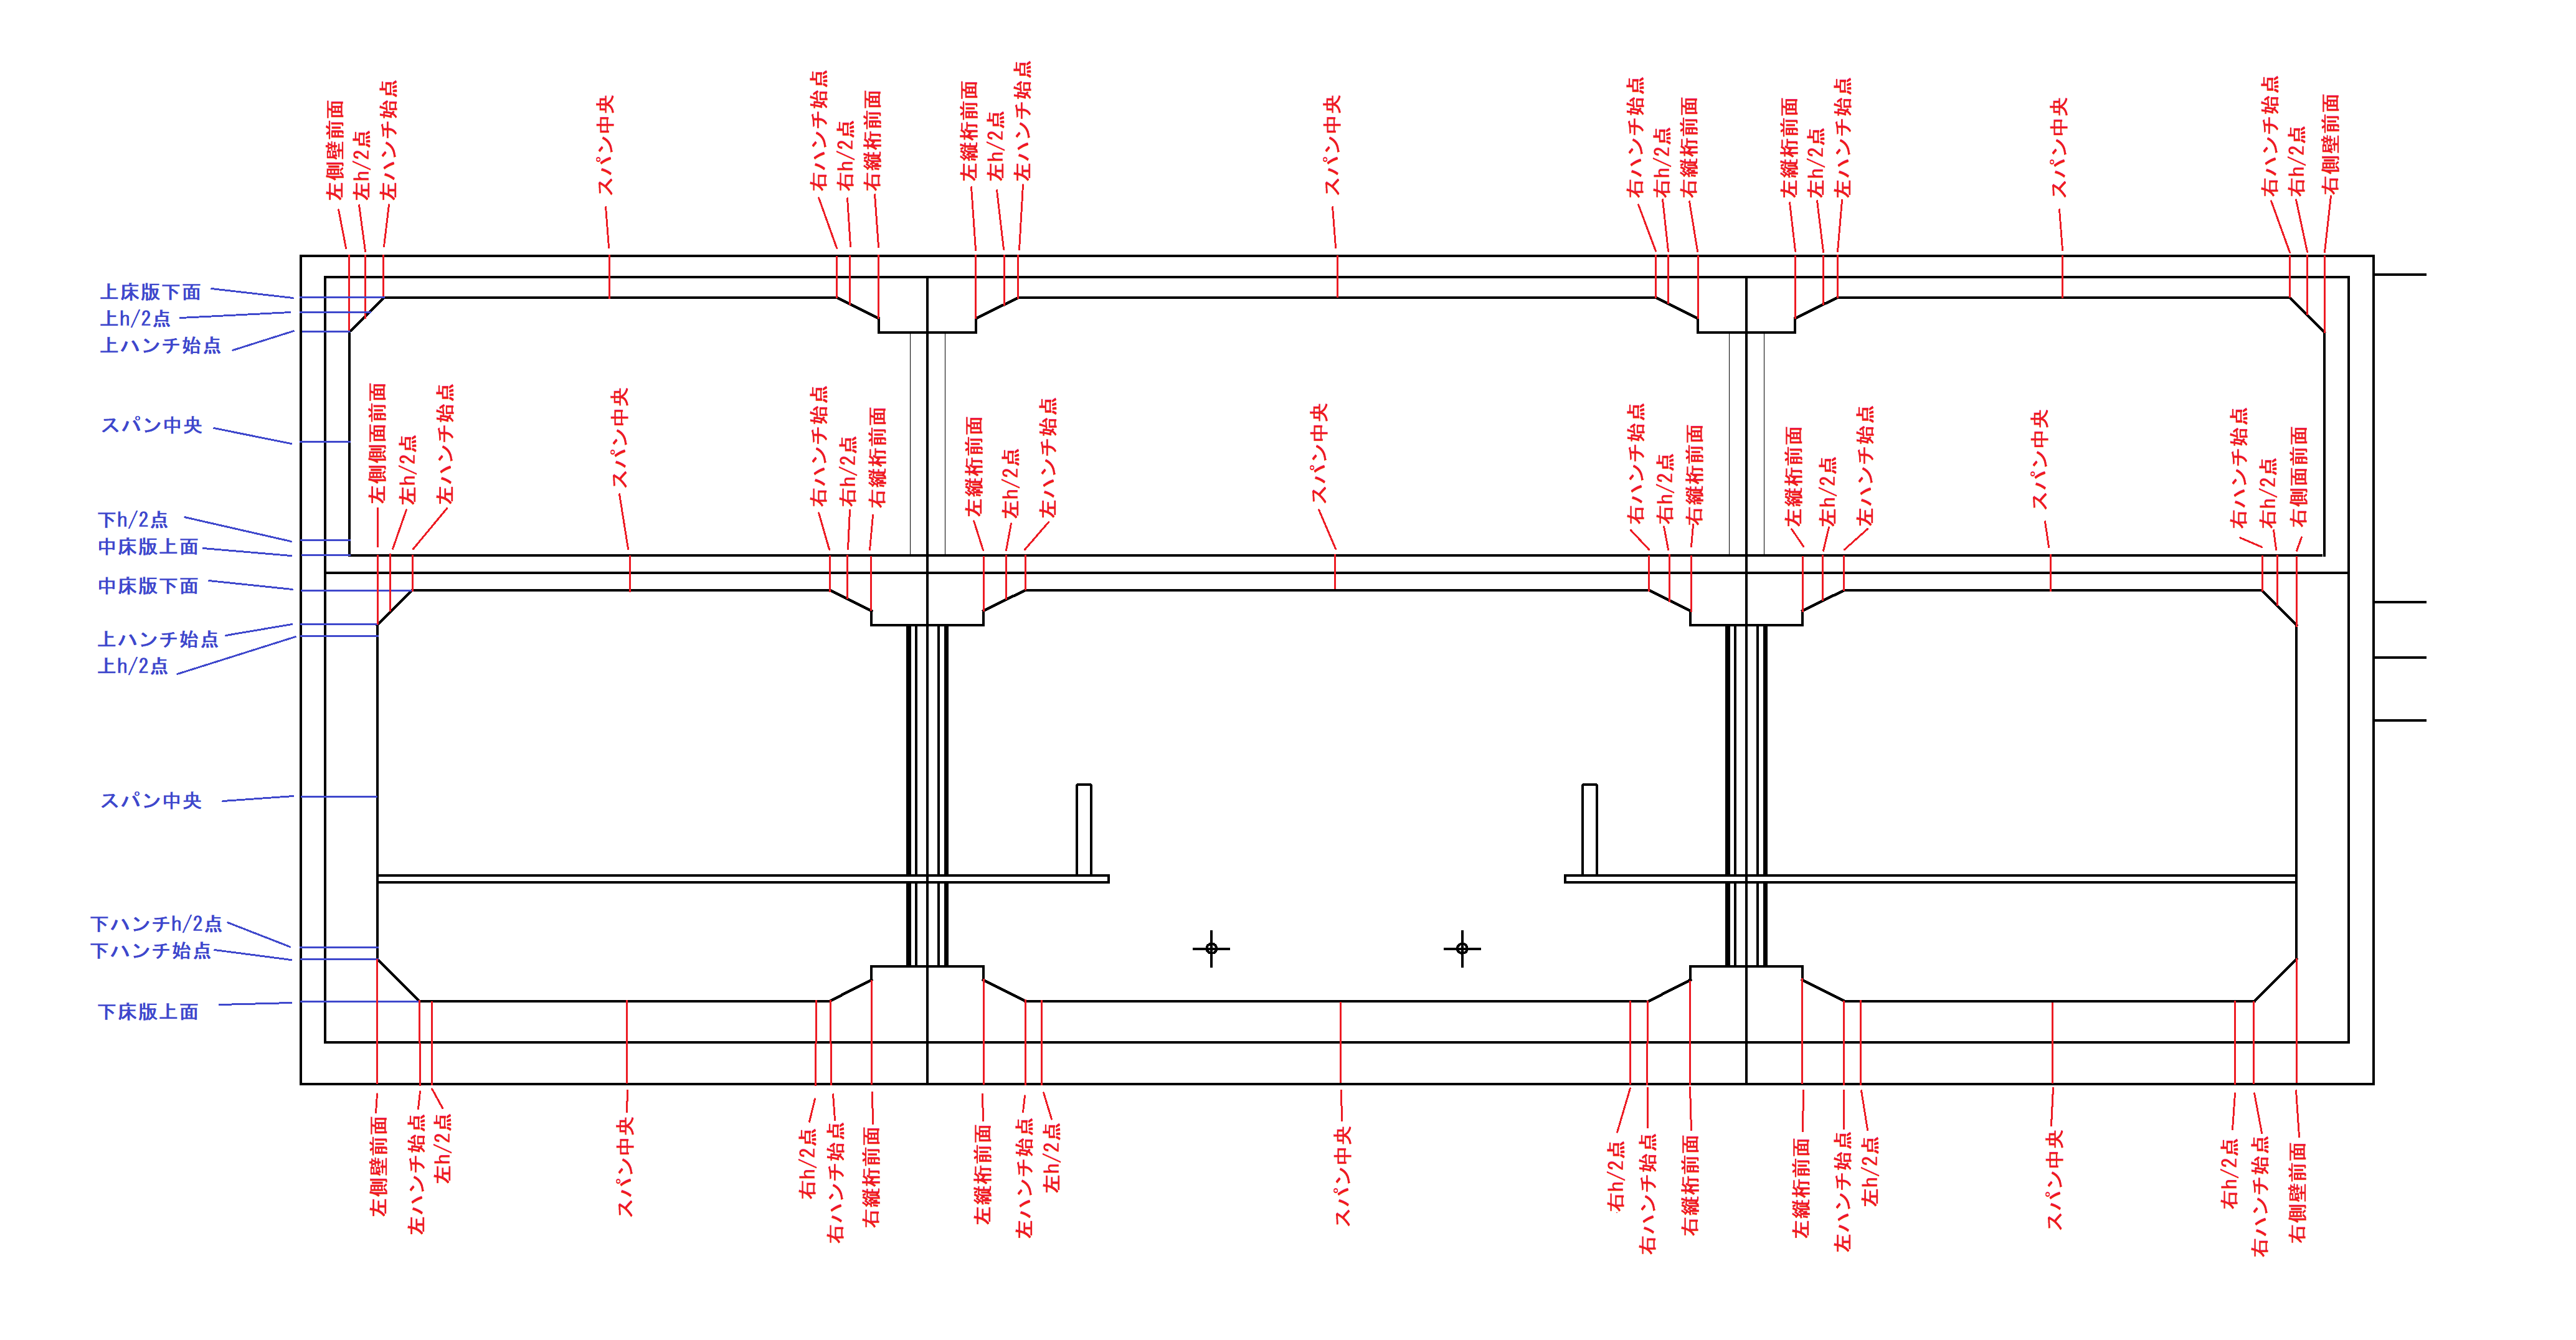 左側壁前面
左h/2点
左ハンチ始点
スパン中央
右ハンチ始点
右h/2点
右縦桁前面
左縦桁前面
左h/2点
左ハンチ始点
スパン中央
右ハンチ始点
右h/2点
右縦桁前面
左縦桁前面
左h/2点
左ハンチ始点
スパン中央
右ハンチ始点
右h/2点
右側壁前面
上床版下面
上h/2点
上ハンチ始点
スパン中央
下h/2点
中床版上面
中床版下面
上ハンチ始点
上h/2点
スパン中央
下ハンチh/2点
下ハンチ始点
下床版上面
左側側面前面
左h/2点
左ハンチ始点
スパン中央
右ハンチ始点
右h/2点
右縦桁前面
左縦桁前面
左h/2点
左ハンチ始点
スパン中央
右ハンチ始点
右h/2点
右縦桁前面
左縦桁前面
左h/2点
左ハンチ始点
スパン中央
右ハンチ始点
右h/2点
右側面前面
左側壁前面
左ハンチ始点
左h/2点
スパン中央
右h/2点
右ハンチ始点
右縦桁前面
左縦桁前面
左ハンチ始点
左h/2点
スパン中央
右h/2点
右ハンチ始点
右縦桁前面
左縦桁前面
左ハンチ始点
左h/2点
スパン中央
右h/2点
右ハンチ始点
右側壁前面